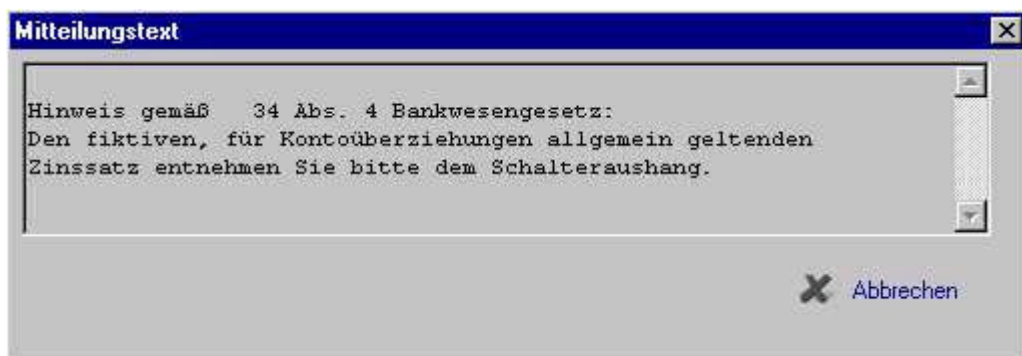 Mitteilungstext
Hinweis gemäß   34 Abs. 4 Bankwesengesetz:
Den fiktiven, für Kontoüberziehungen allgemein geltenden
Zinssatz entnehmen Sie bitte dem Schalteraushang.
Abbrechen